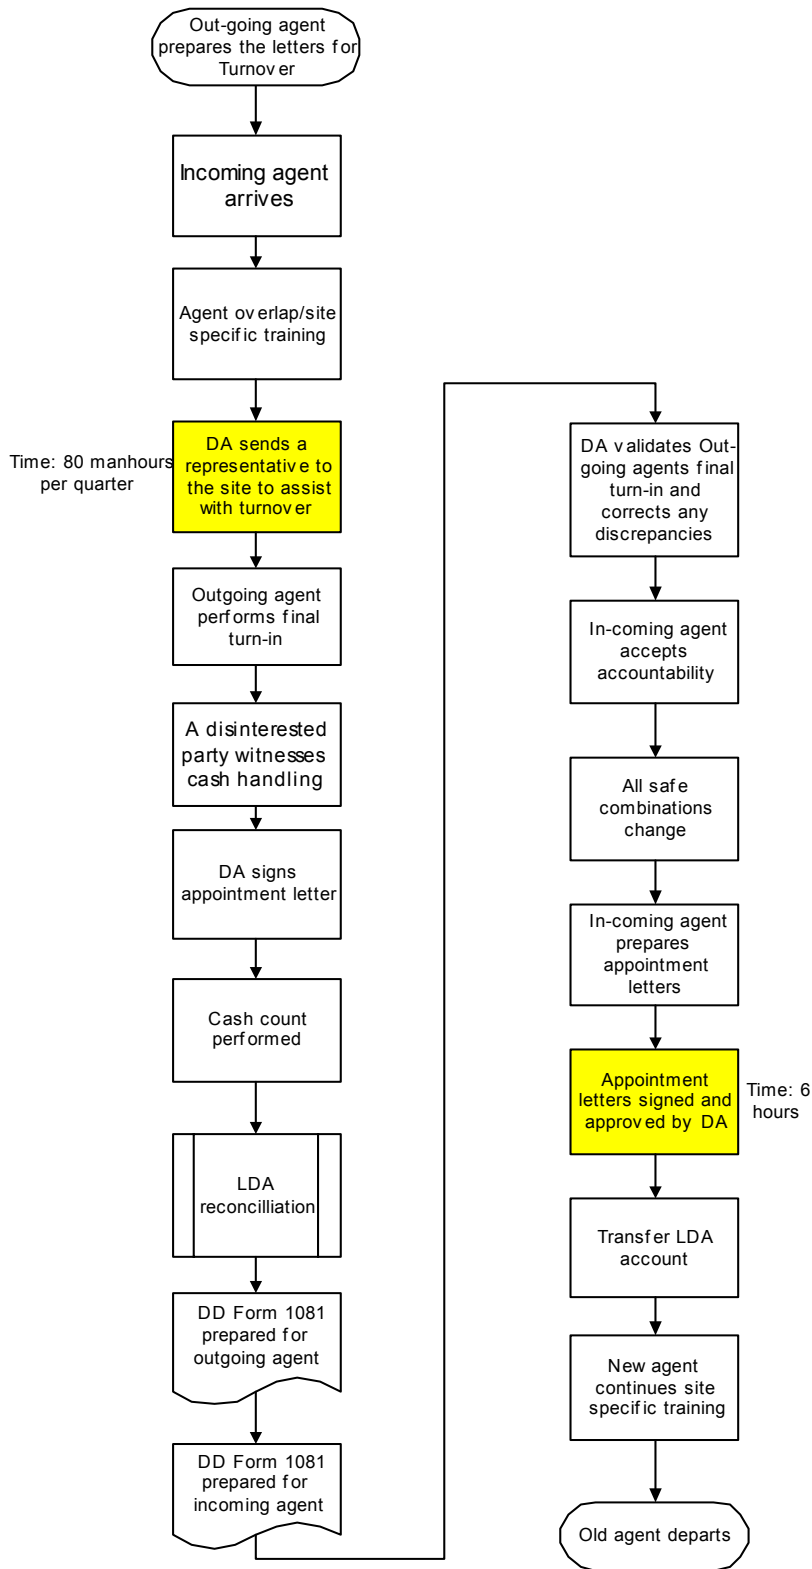 Out-going agent
prepares the letters for
Turnover
Incoming agent
arrives
Agent overlap/site
specific training
Time: 80 manhours
per quarter
DA sends a
representative to
the site to assist
with turnover
Outgoing agent
performs final
turn-in
A disinterested
party witnesses
cash handling
DA signs
appointment letter
Cash count
performed
LDA
reconcilliation
DD Form 1081
prepared for
outgoing agent
DD Form 1081
prepared for
incoming agent
DA validates Out-
going agents final
turn-in and
corrects any
discrepancies
In-coming agent
accepts
accountability
All safe
combinations
change
In-coming agent
prepares
appointment
letters
Appointment
letters signed and
approved by DA
Time: 6
hours
Transfer LDA
account
New agent
continues site
specific training
Old agent departs